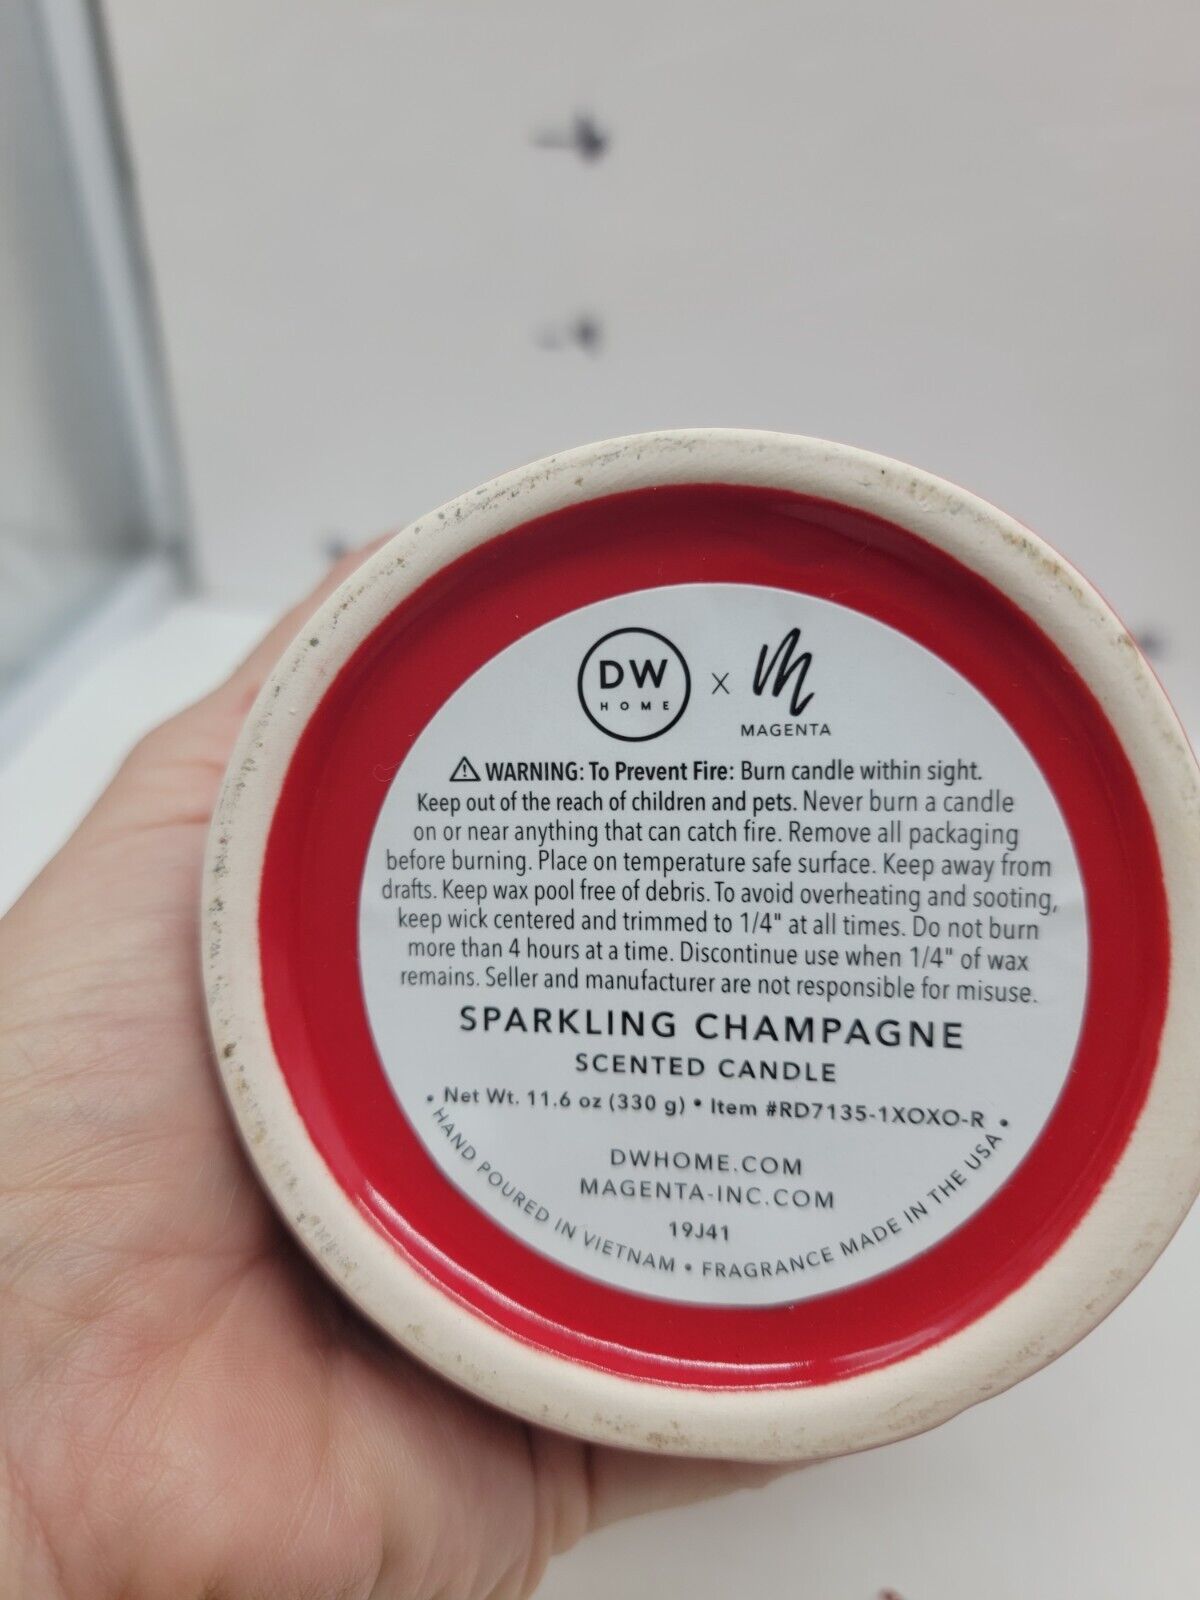 DW
HOME
X
MAGENTA
⚠ WARNING: To Prevent Fire: Burn candle within sight.
Keep out of the reach of children and pets. Never burn a candle
on or near anything that can catch fire. Remove all packaging
before burning. Place on temperature safe surface. Keep away from
drafts. Keep wax pool free of debris. To avoid overheating and sooting,
keep wick centered and trimmed to 1/4" at all times. Do not burn
more than 4 hours at a time. Discontinue use when 1/4" of wax
remains. Seller and manufacturer are not responsible for misuse.
SPARKLING CHAMPAGNE
SCENTED CANDLE
Net Wt. 11.6 oz (330 g) • Item #RD7135-1XOXO-R
DWHOME.COM
MAGENTA-INC.COM
19J41
• HAND POURED IN VIETNAM • FRAGRANCE MADE IN THE USA •